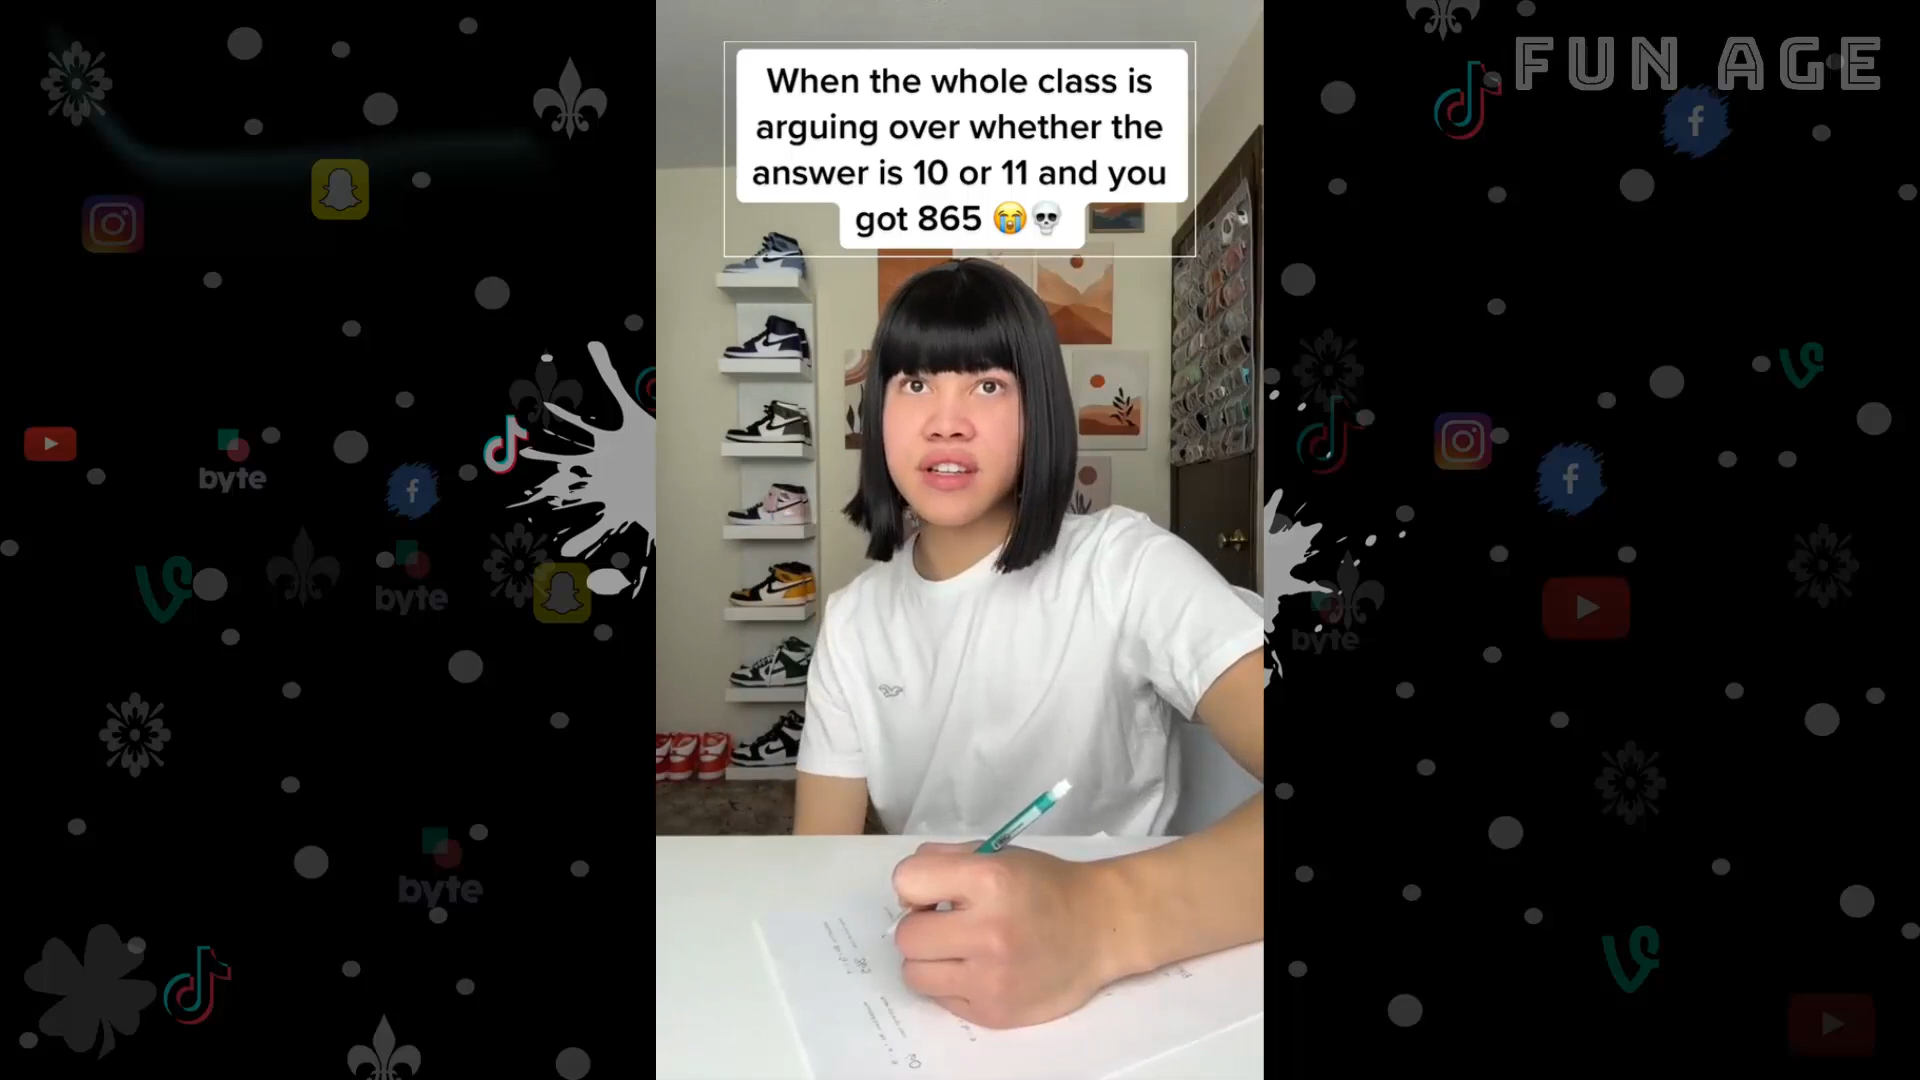 FUN AGE
When the whole class is
arguing over whether the
answer is 10 or 11 and you
got 865 😭💀
byte
byte
byte
byte